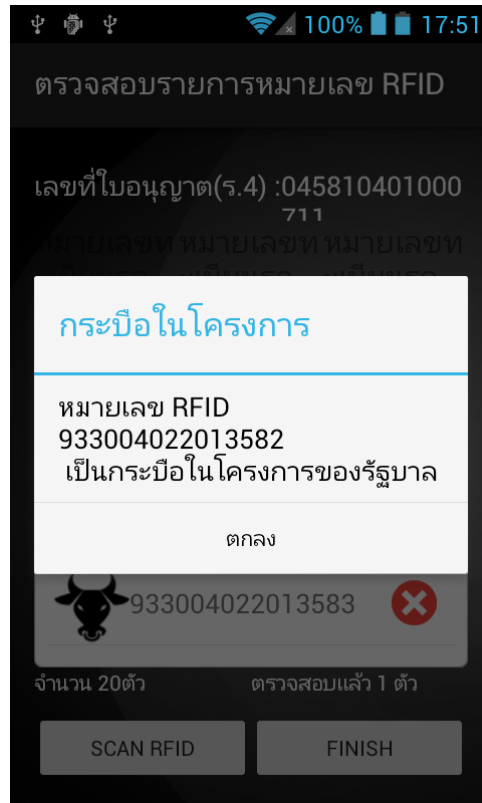 100% 17:51
ตรวจสอบรายการหมายเลข RFID
เลขที่ใบอนุญาต(ร.4) :045810401000
711
หมายเลขท หมายเลขท หมายเลขท
กระบือในโครงการ
หมายเลข RFID
933004022013582
เป็นกระบือในโครงการของรัฐบาล
ตกลง
933004022013583
จำนวน 20ตัว ตรวจสอบแล้ว 1 ตัว
SCAN RFID FINISH